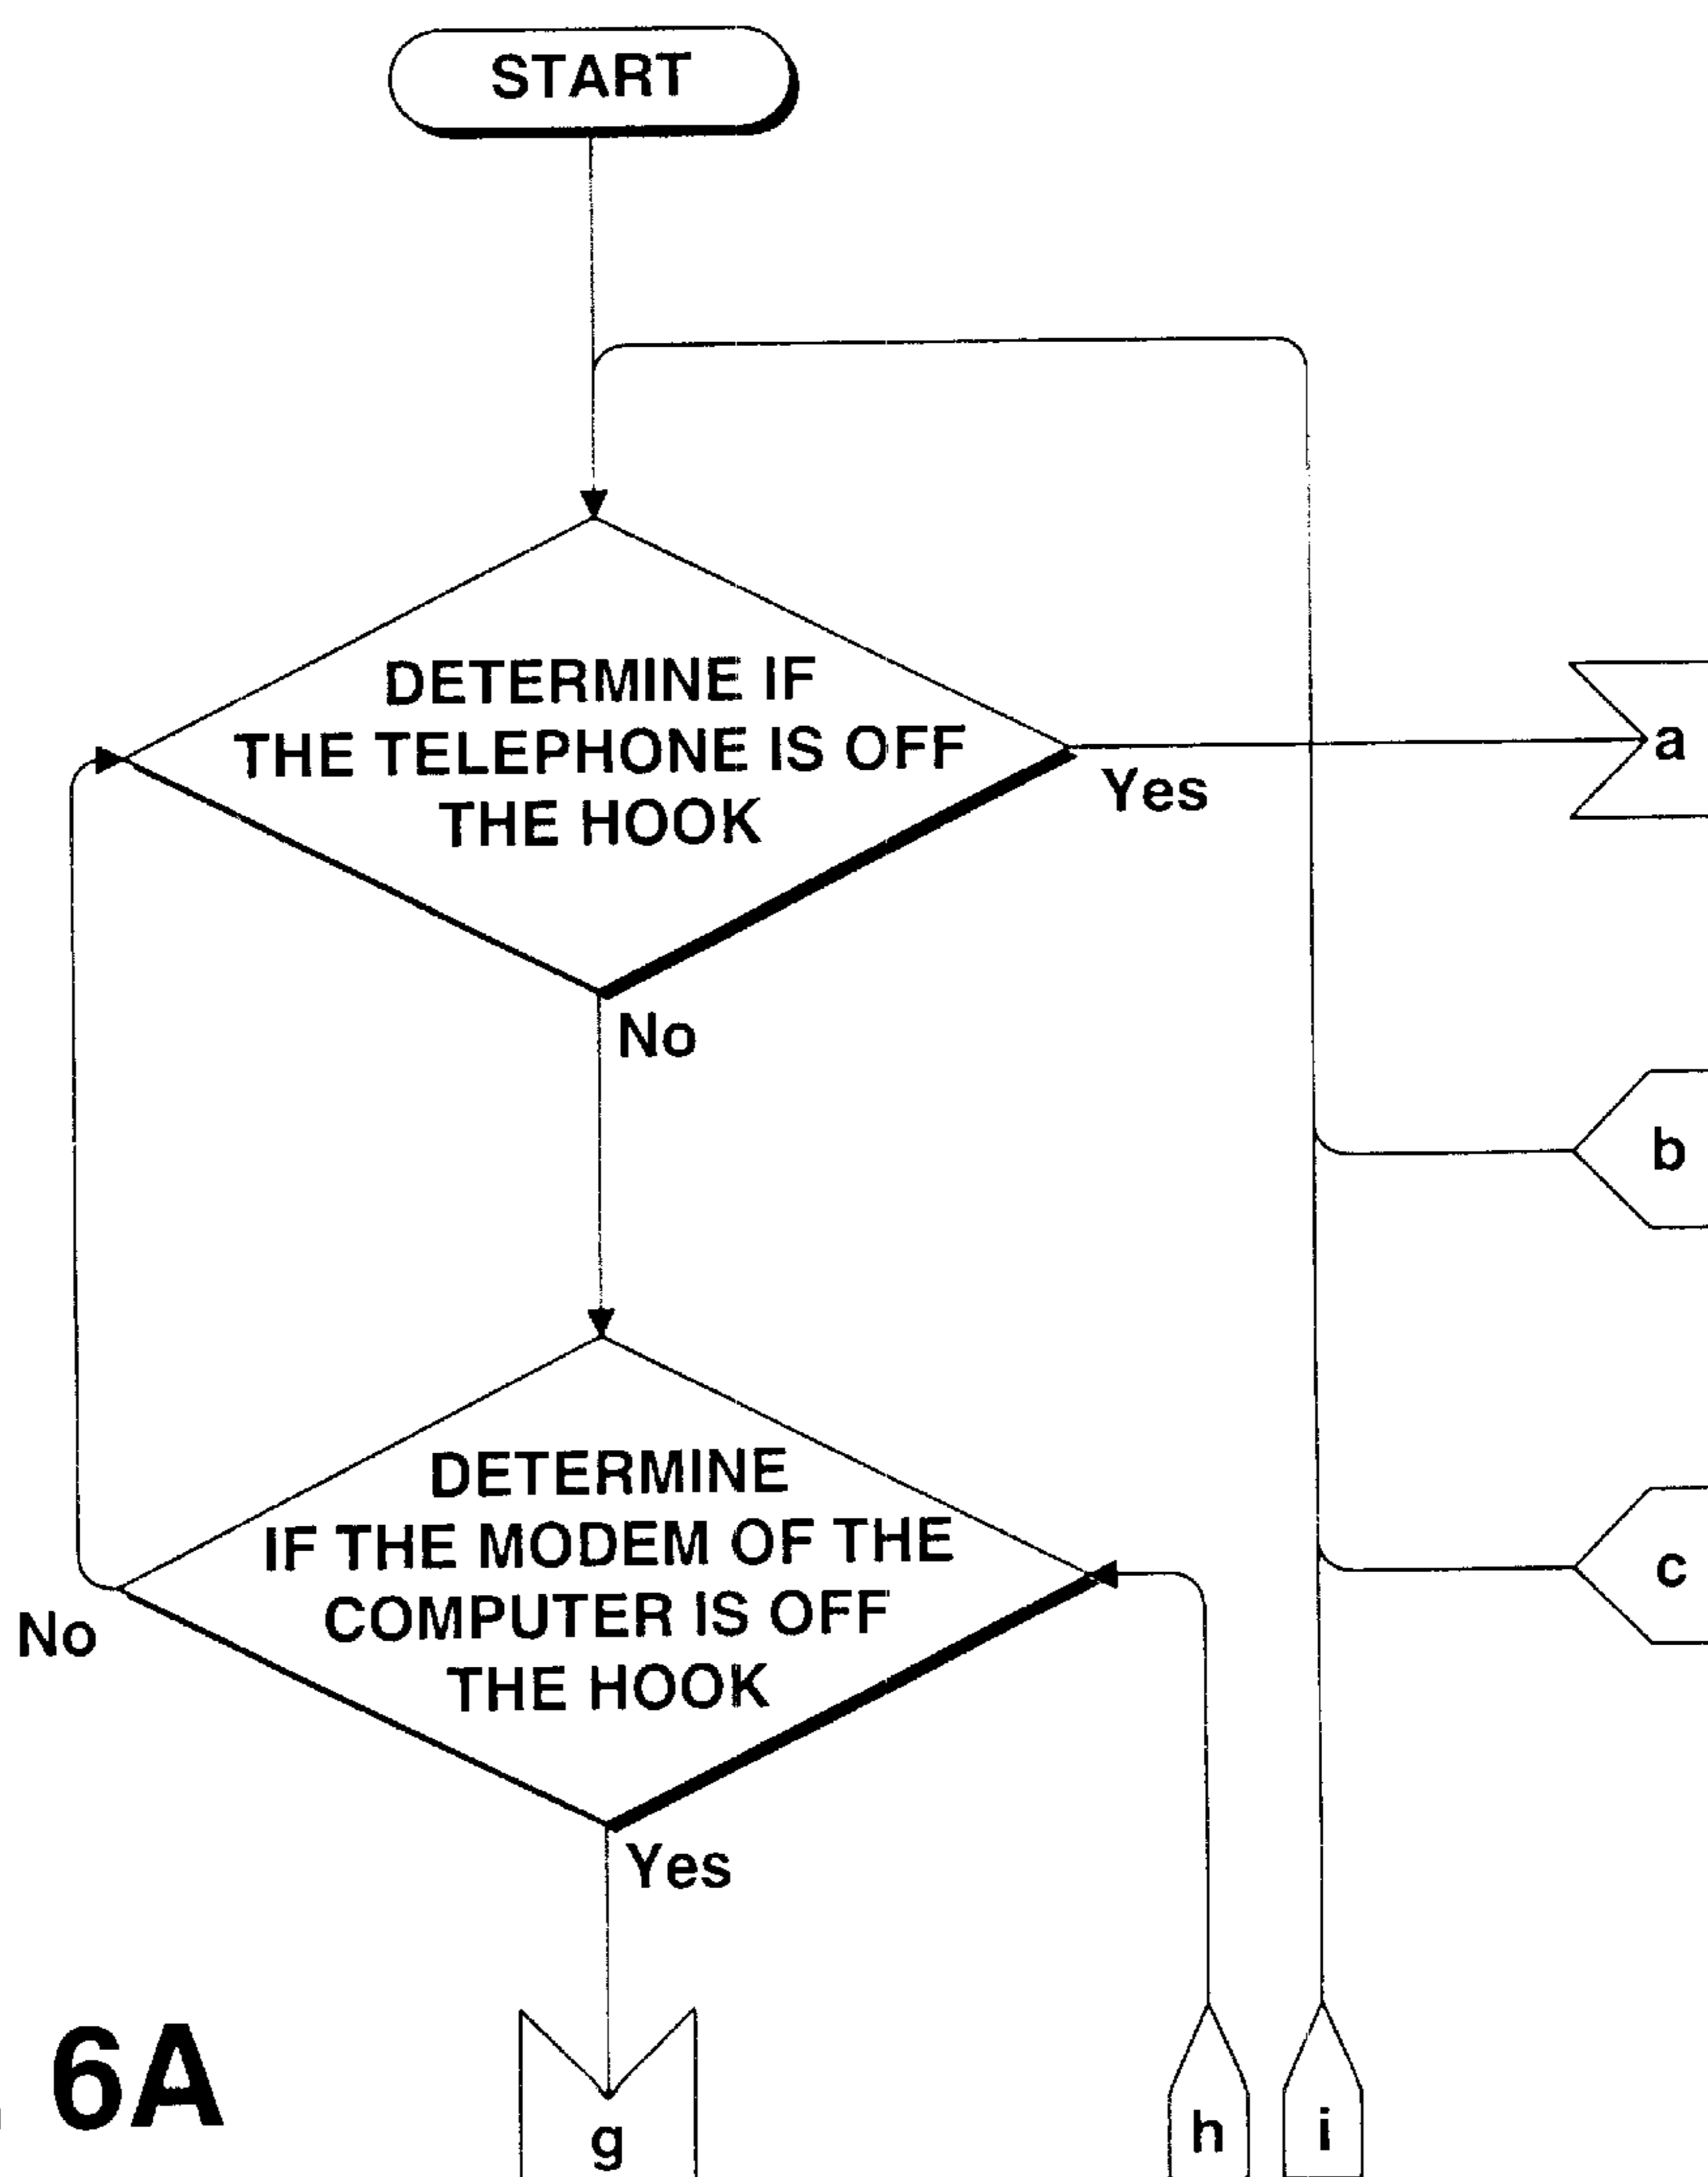 START
DETERMINE IF
THE TELEPHONE IS OFF
THE HOOK
Yes
a
No
b
DETERMINE
IF THE MODEM OF THE
COMPUTER IS OFF
THE HOOK
c
No
Yes
6A
g
h
i